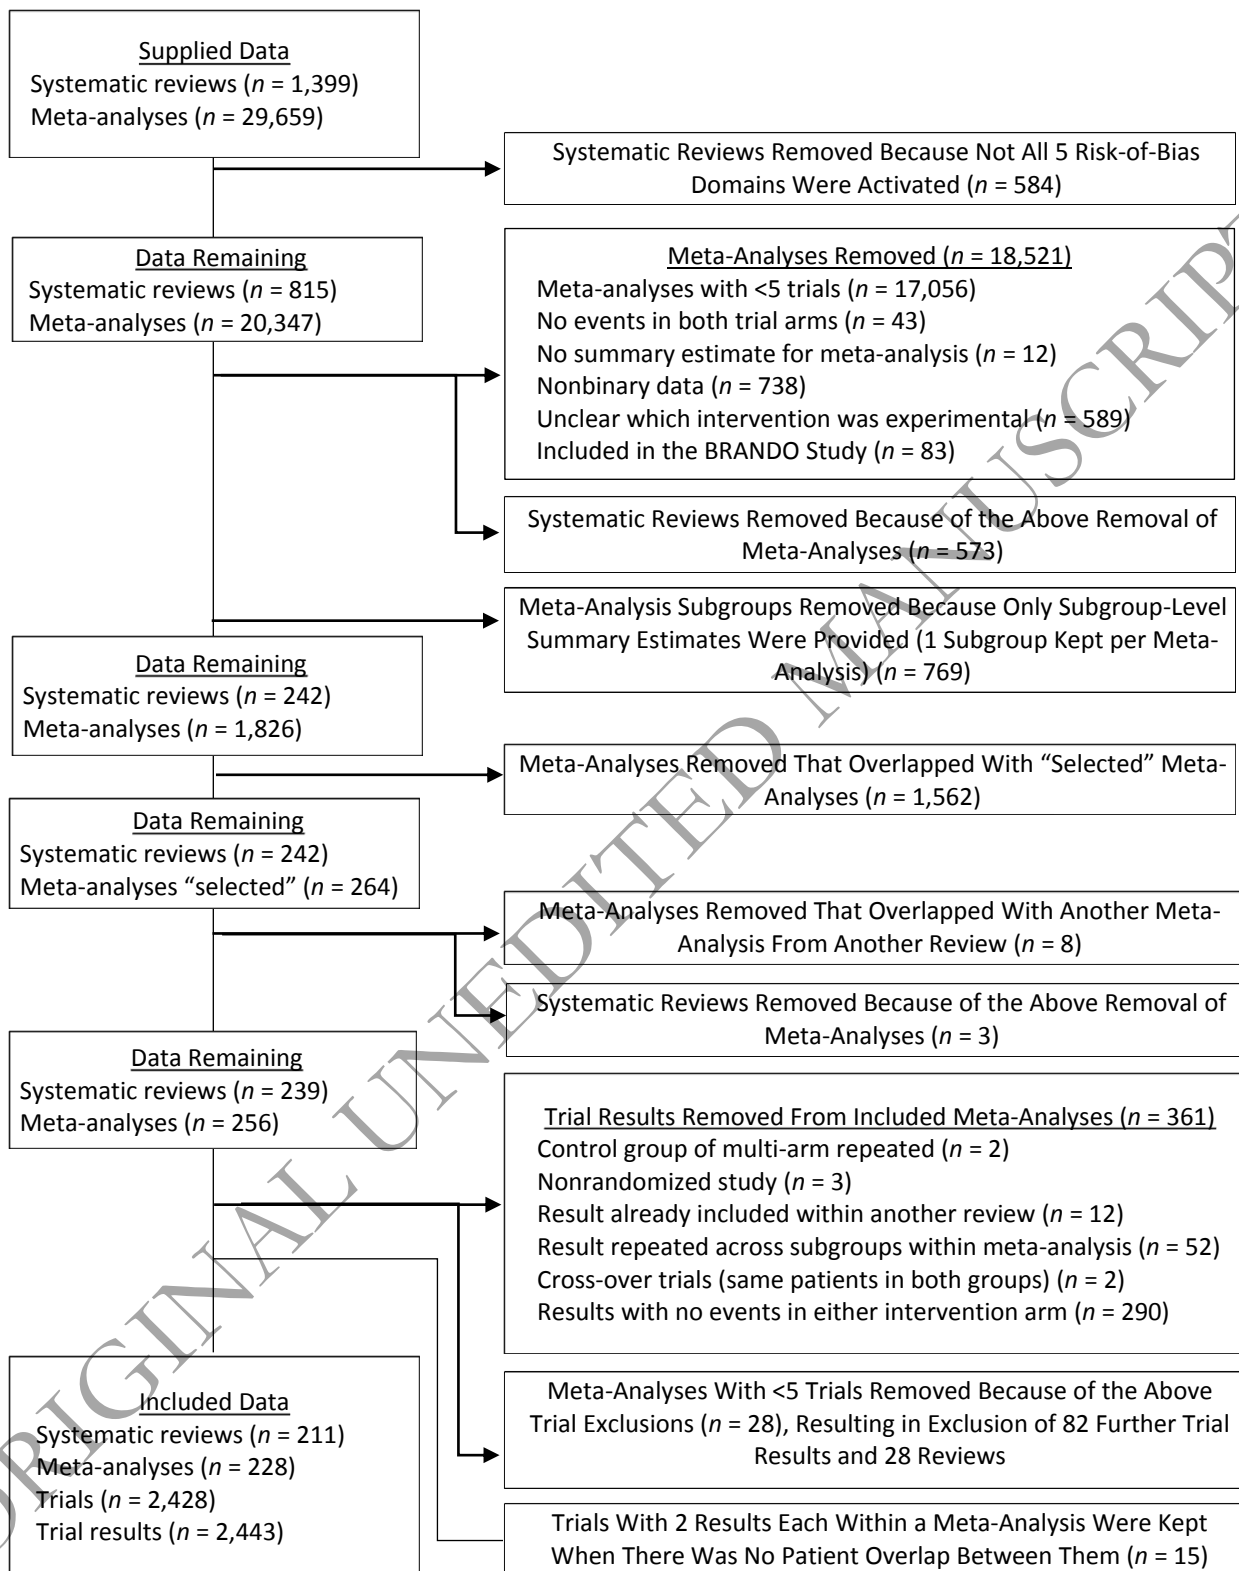 Supplied Data
Systematic reviews (n = 1,399)
Meta-analyses (n = 29,659)
Systematic Reviews Removed Because Not All 5 Risk-of-Bias
Domains Were Activated (n = 584)
Data Remaining
Systematic reviews (n = 815)
Meta-analyses (n = 20,347)
Meta-Analyses Removed (n = 18,521)
Meta-analyses with <5 trials (n = 17,056)
No events in both trial arms (n = 43)
No summary estimate for meta-analysis (n = 12)
Nonbinary data (n = 738)
Unclear which intervention was experimental (n = 589)
Included in the BRANDO Study (n = 83)
Systematic Reviews Removed Because of the Above Removal of
Meta-Analyses (n = 573)
Meta-Analysis Subgroups Removed Because Only Subgroup-Level
Summary Estimates Were Provided (1 Subgroup Kept per Meta-
Analysis) (n = 769)
Data Remaining
Systematic reviews (n = 242)
Meta-analyses (n = 1,826)
Meta-Analyses Removed That Overlapped With “Selected” Meta-
Analyses (n = 1,562)
Data Remaining
Systematic reviews (n = 242)
Meta-analyses “selected” (n = 264)
Meta-Analyses Removed That Overlapped With Another Meta-
Analysis From Another Review (n = 8)
Systematic Reviews Removed Because of the Above Removal of
Meta-Analyses (n = 3)
Data Remaining
Systematic reviews (n = 239)
Meta-analyses (n = 256)
Trial Results Removed From Included Meta-Analyses (n = 361)
Control group of multi-arm repeated (n = 2)
Nonrandomized study (n = 3)
Result already included within another review (n = 12)
Result repeated across subgroups within meta-analysis (n = 52)
Cross-over trials (same patients in both groups) (n = 2)
Results with no events in either intervention arm (n = 290)
Included Data
Systematic reviews (n = 211)
Meta-analyses (n = 228)
Trials (n = 2,428)
Trial results (n = 2,443)
Meta-Analyses With <5 Trials Removed Because of the Above
Trial Exclusions (n = 28), Resulting in Exclusion of 82 Further Trial
Results and 28 Reviews
Trials With 2 Results Each Within a Meta-Analysis Were Kept
When There Was No Patient Overlap Between Them (n = 15)
ORIGINAL UNEDITED MANUSCRIPT